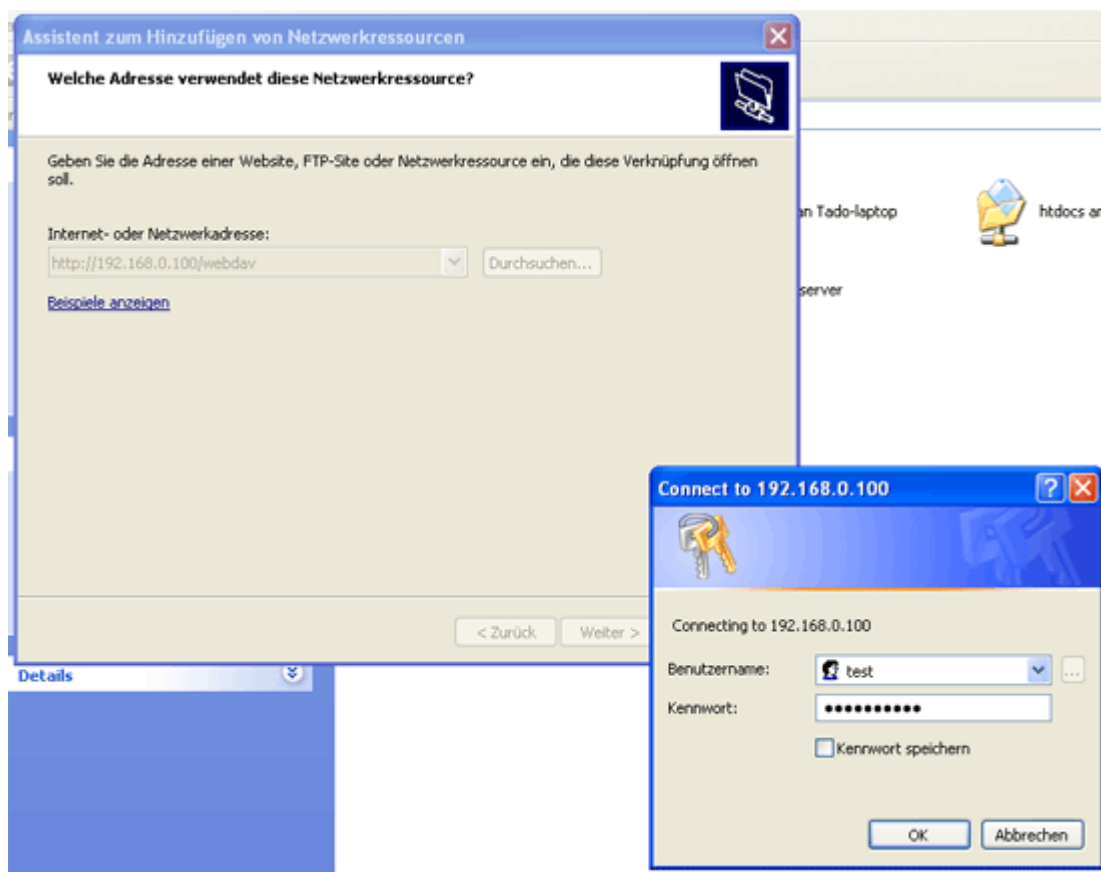 Assistent zum Hinzufügen von Netzwerkressourcen
Welche Adresse verwendet diese Netzwerkressource?
Geben Sie die Adresse einer Website, FTP-Site oder Netzwerkressource ein, die diese Verknüpfung öffnen
soll.
Internet- oder Netzwerkadresse:
http://192.168.0.100/webdav
Durchsuchen...
Beispiele anzeigen
< Zurück
Weiter >
an Tado-laptop
htdocs
server
Details
Connect to 192.168.0.100
Connecting to 192.168.0.100
Benutzername:
test
...
Kennwort:
••••••••••
Kennwort speichern
OK
Abbrechen